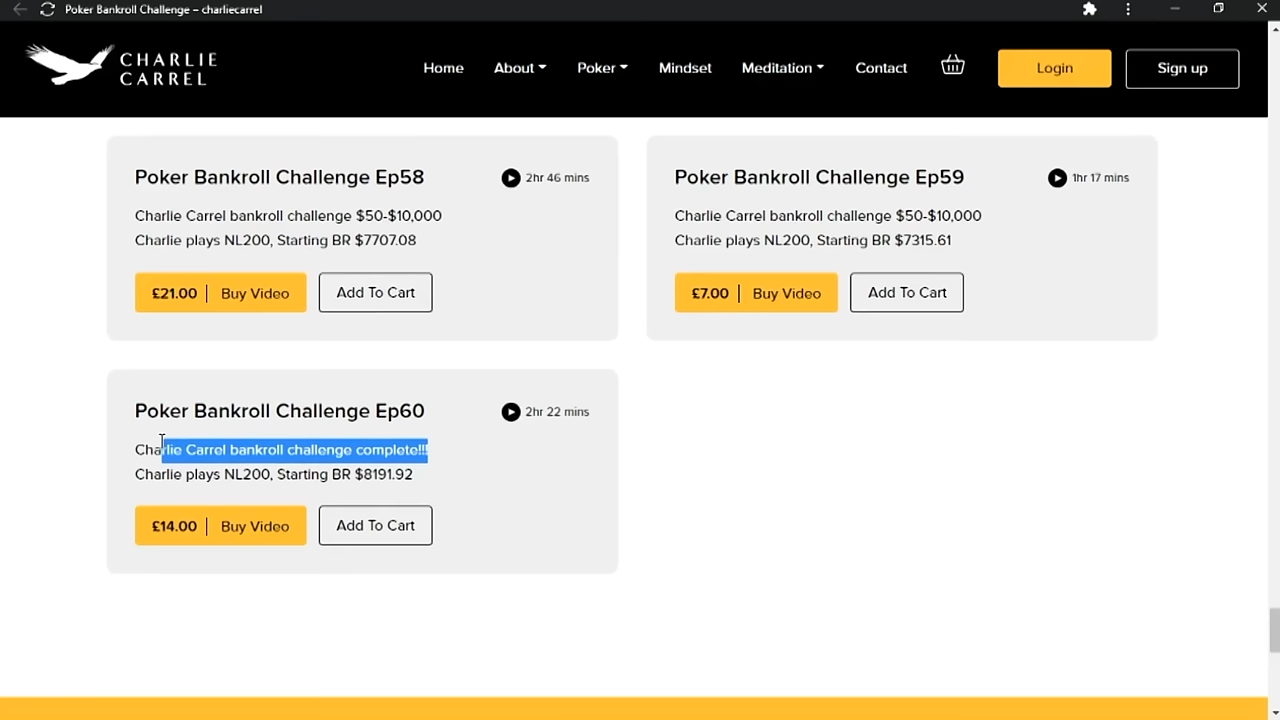 Poker Bankroll Challenge – charliecarrel
CHARLIE
CARREL
Home
About
Poker
Mindset
Meditation
Contact
Login
Sign up
Poker Bankroll Challenge Ep58
2hr 46 mins
Charlie Carrel bankroll challenge $50-$10,000
Charlie plays NL200, Starting BR $7707.08
£21.00 | Buy Video
Add To Cart
Poker Bankroll Challenge Ep59
1hr 17 mins
Charlie Carrel bankroll challenge $50-$10,000
Charlie plays NL200, Starting BR $7315.61
£7.00 | Buy Video
Add To Cart
Poker Bankroll Challenge Ep60
2hr 22 mins
Charlie Carrel bankroll challenge complete!!!
Charlie plays NL200, Starting BR $8191.92
£14.00 | Buy Video
Add To Cart